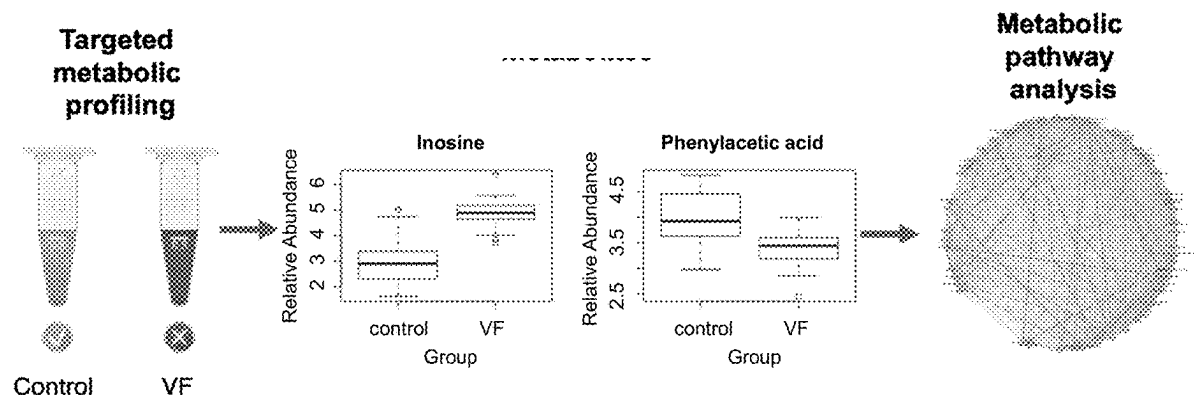 Targeted
metabolic
profiling
Control
VF
Inosine
Relative Abundance
6
5
4
3
2
control
VF
Group
Phenylacetic acid
Relative Abundance
4.5
3.5
2.5
control
VF
Group
Metabolic
pathway
analysis